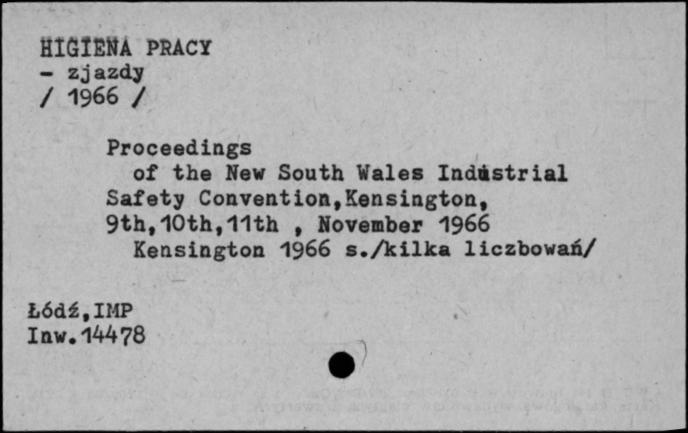 HIGIENA PRACY
- zjazdy
/ 1966 /
Proceedings
of the New South Wales Industrial
Safety Convention,Kensington,
9th,10th,11th , November 1966
Kensington 1966 s./kilka liczbowań/
Łódź,IMP
Inw.14478